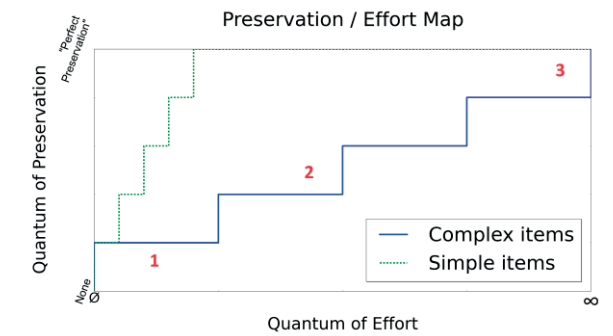 Preservation / Effort Map
"Perfect
Preservation"
Quantum of Preservation
3
2
1
Complex items
Simple items
None
Ø
∞
Quantum of Effort